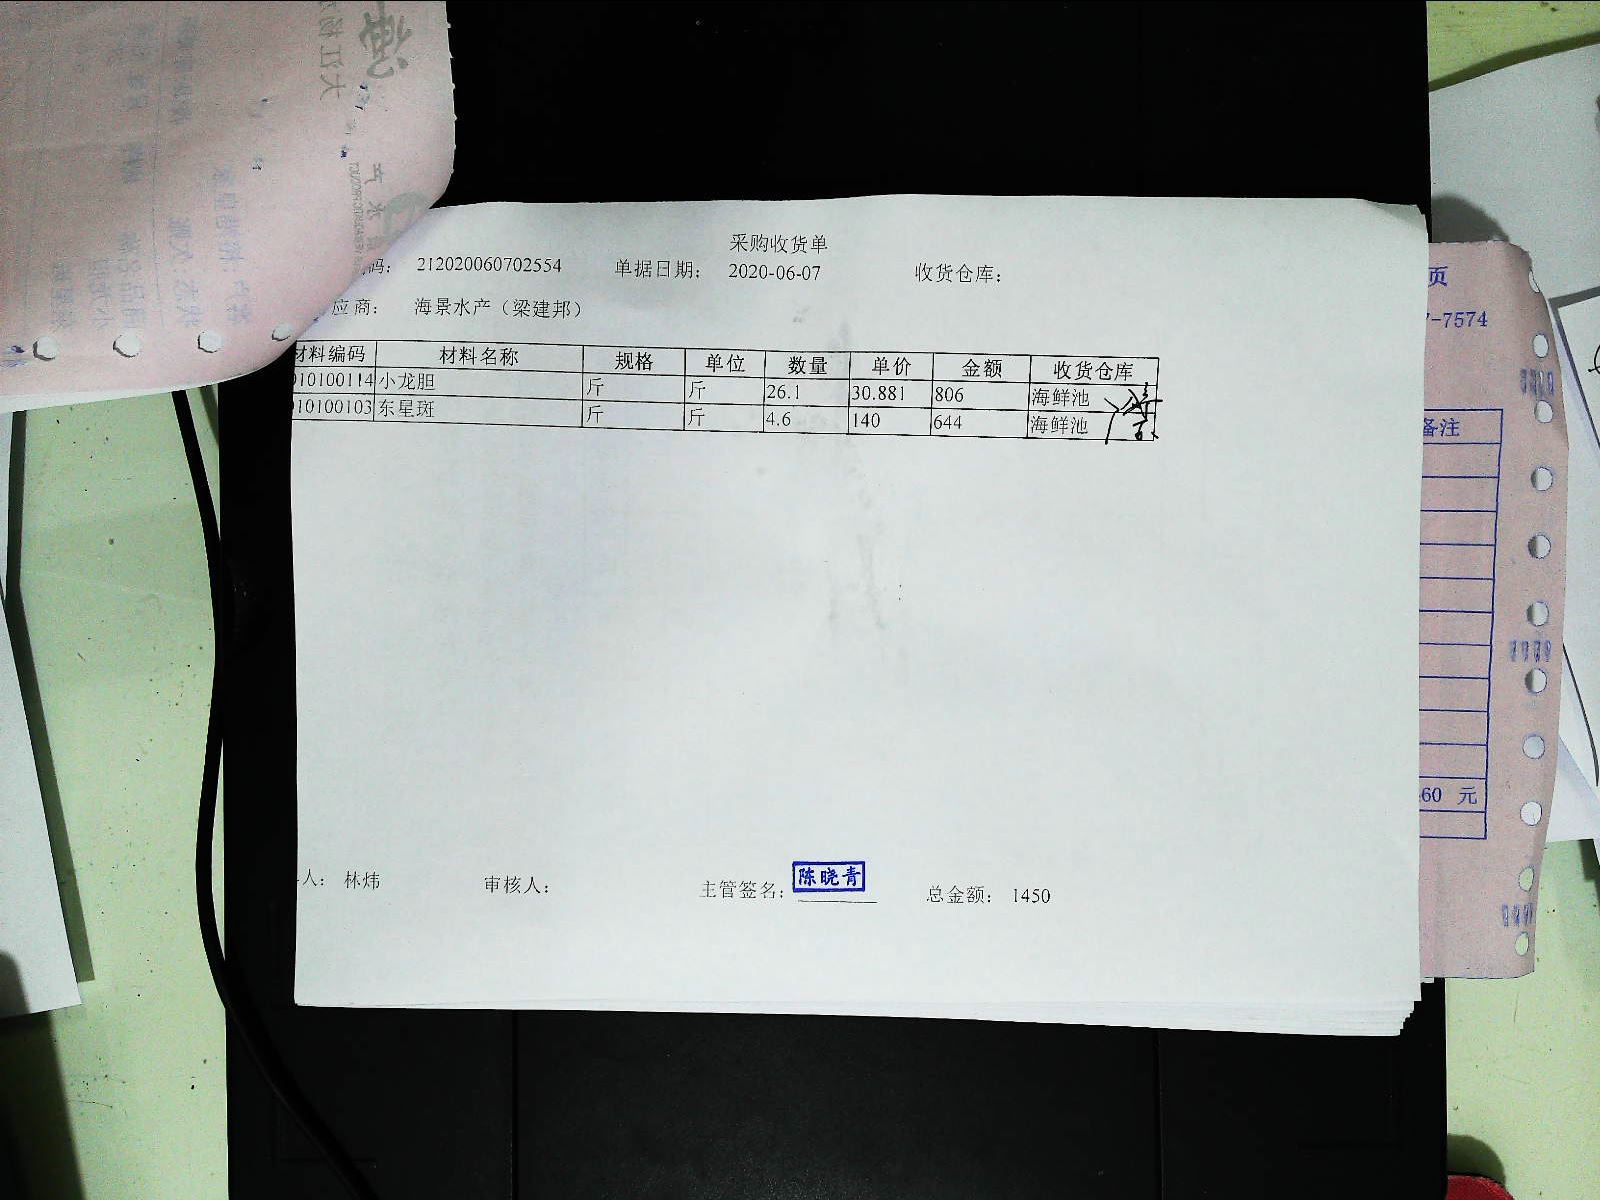 采购收货单
码： 212020060702554 单据日期： 2020-06-07 收货仓库：
应商： 海景水产（梁建邦）
材料编码 材料名称 规格 单位 数量 单价 金额 收货仓库
010100114 小龙胆 斤 斤 26.1 30.881 806 海鲜池
010100103 东星斑 斤 斤 4.6 140 644 海鲜池
人： 林炜 审核人： 主管签名： 陈晓青 总金额： 1450
页
7-7574
备注
60 元